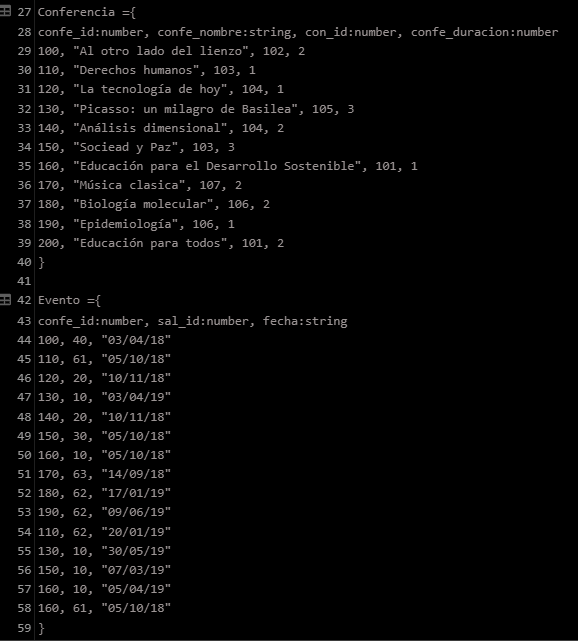 27 Conferencia ={
28 confe_id:number, confe_nombre:string, con_id:number, confe_duracion:number
29 100, "Al otro lado del lienzo", 102, 2
30 110, "Derechos humanos", 103, 1
31 120, "La tecnología de hoy", 104, 1
32 130, "Picasso: un milagro de Basilea", 105, 3
33 140, "Análisis dimensional", 104, 2
34 150, "Sociead y Paz", 103, 3
35 160, "Educación para el Desarrollo Sostenible", 101, 1
36 170, "Música clasica", 107, 2
37 180, "Biología molecular", 106, 2
38 190, "Epidemiología", 106, 1
39 200, "Educación para todos", 101, 2
40 }
41
42 Evento ={
43 confe_id:number, sal_id:number, fecha:string
44 100, 40, "03/04/18"
45 110, 61, "05/10/18"
46 120, 20, "10/11/18"
47 130, 10, "03/04/19"
48 140, 20, "10/11/18"
49 150, 30, "05/10/18"
50 160, 10, "05/10/18"
51 170, 63, "14/09/18"
52 180, 62, "17/01/19"
53 190, 62, "09/06/19"
54 110, 62, "20/01/19"
55 130, 10, "30/05/19"
56 150, 10, "07/03/19"
57 160, 10, "05/04/19"
58 160, 61, "05/10/18"
59 }